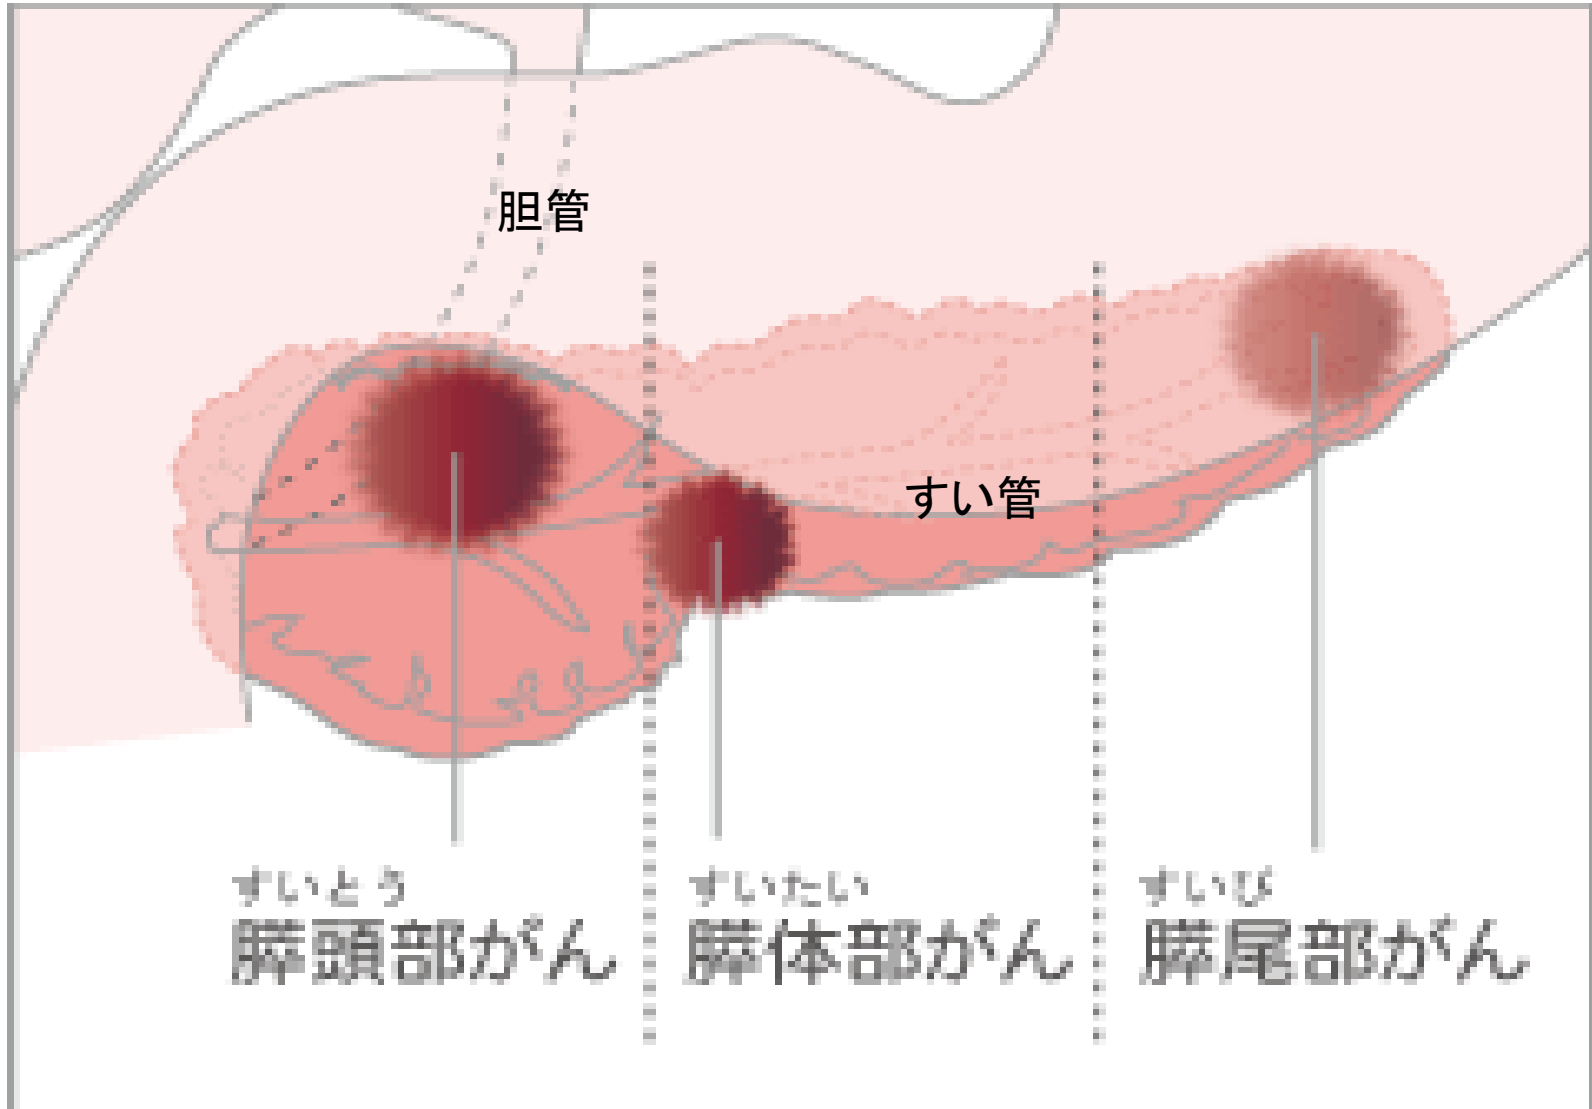 胆管
すい管
すいとう
膵頭部がん
すいたい
膵体部がん
すいび
膵尾部がん